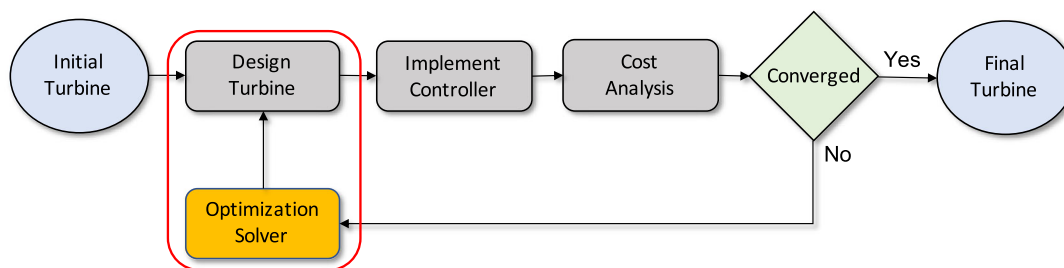 Initial
Turbine
Design
Turbine
Implement
Controller
Cost
Analysis
Converged
Yes
Final
Turbine
No
Optimization
Solver